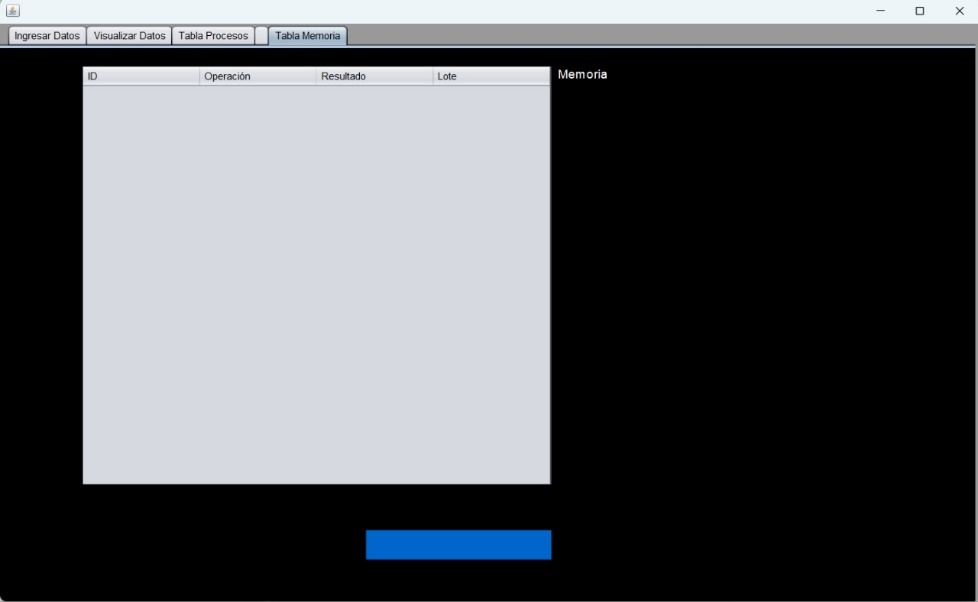 Ingresar Datos Visualizar Datos Tabla Procesos Tabla Memoria
ID Operación Resultado Lote Memoria